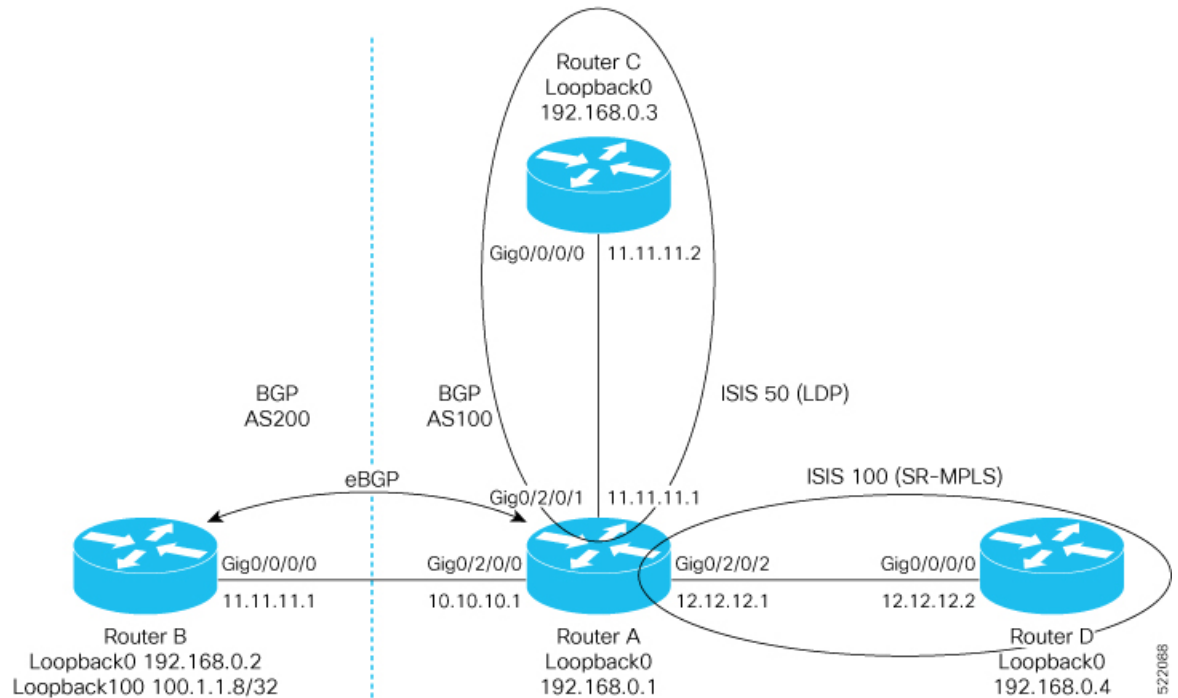 Router C
Loopback0
192.168.0.3
Gig0/0/0/0
11.11.11.2
BGP
AS200
BGP
AS100
ISIS 50 (LDP)
eBGP
Gig0/2/0/1
11.11.11.1
ISIS 100 (SR-MPLS)
Gig0/0/0/0
Gig0/2/0/0
Gig0/2/0/2
Gig0/0/0/0
11.11.11.1
10.10.10.1
12.12.12.1
12.12.12.2
Router B
Loopback0 192.168.0.2
Loopback100 100.1.1.8/32
Router A
Loopback0
192.168.0.1
Router D
Loopback0
192.168.0.4
522088